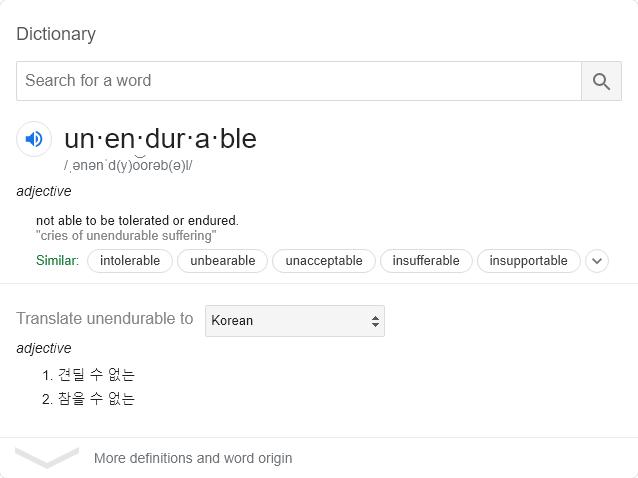 Dictionary
Search for a word
un·en·dur·a·ble
/ˌənənˈd(y)o͝orəb(ə)l/
adjective
not able to be tolerated or endured.
"cries of unendurable suffering"
Similar: intolerable unbearable unacceptable insufferable insupportable
Translate unendurable to Korean
adjective
1. 견딜 수 없는
2. 참을 수 없는
More definitions and word origin